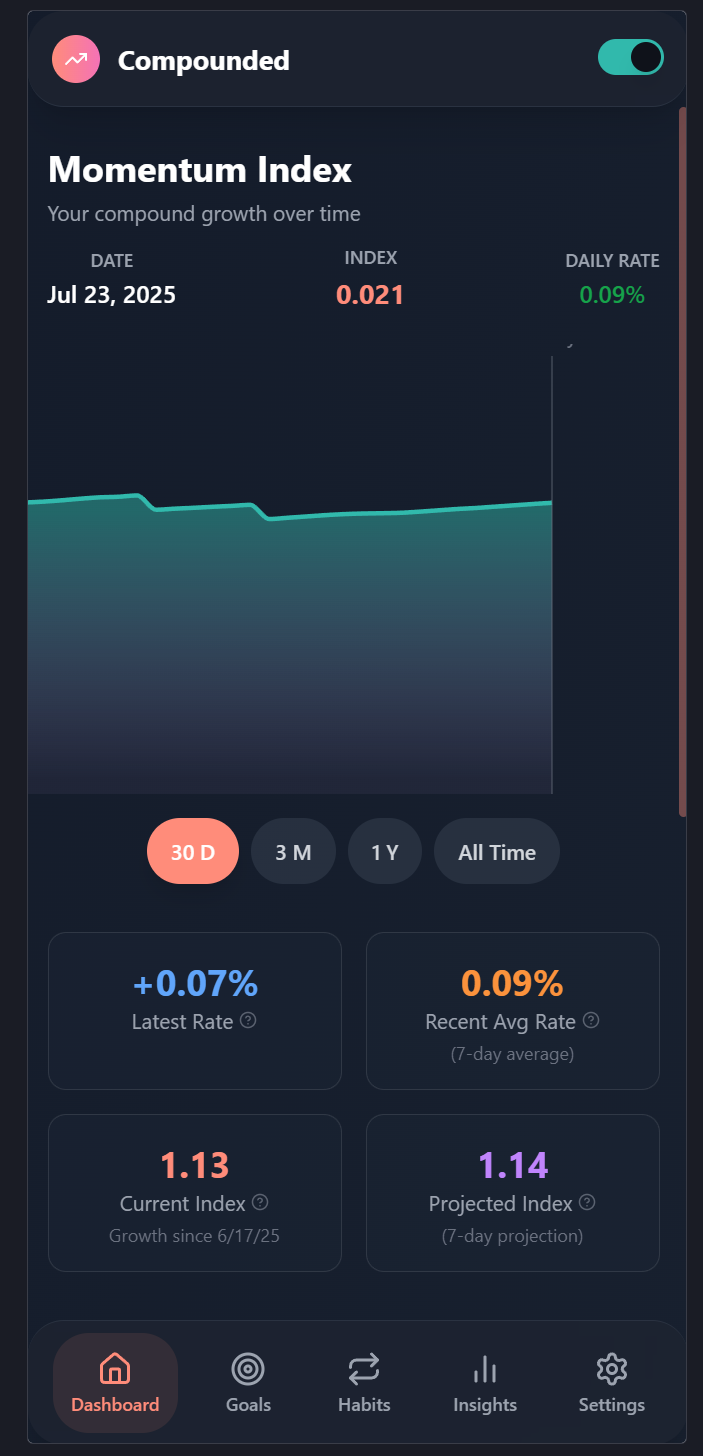 Compounded
Momentum Index
Your compound growth over time
DATE
INDEX
DAILY RATE
Jul 23, 2025
0.021
0.09%
30 D
3 M
1 Y
All Time
+0.07%
Latest Rate
0.09%
Recent Avg Rate
(7-day average)
1.13
Current Index
Growth since 6/17/25
1.14
Projected Index
(7-day projection)
Dashboard
Goals
Habits
Insights
Settings